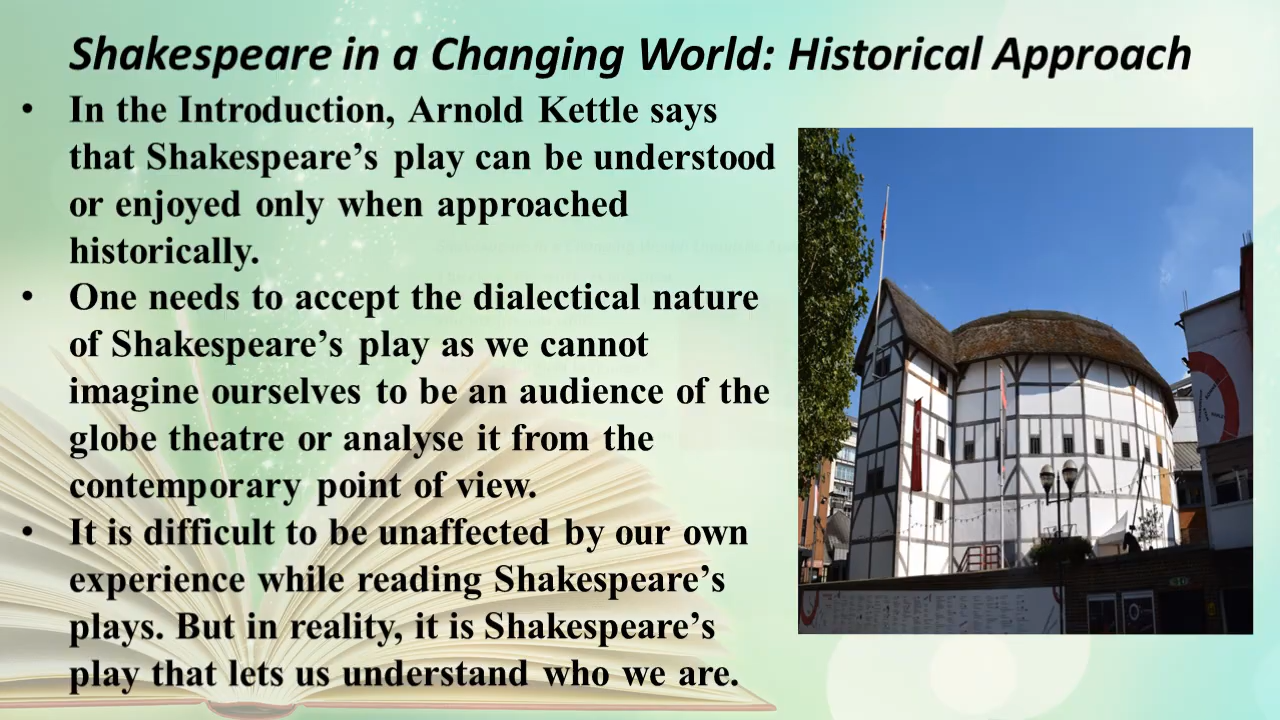 Shakespeare in a Changing World: Historical Approach
• In the Introduction, Arnold Kettle says
that Shakespeare's play can be understood
or enjoyed only when approached
historically.
• One needs to accept the dialectical nature
of Shakespeare's play as we cannot
imagine ourselves to be an audience of the
globe theatre or analyse it from the
contemporary point of view.
• It is difficult to be unaffected by our own
experience while reading Shakespeare's
plays. But in reality, it is Shakespeare's
play that lets us understand who we are.